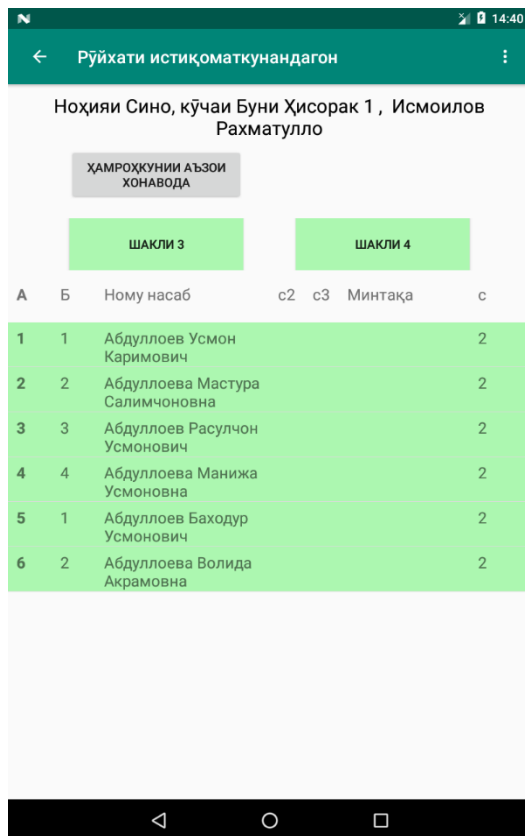 14:40
Рӯйхати истиқоматкунандагон
Ноҳияи Сино, кӯчаи Буни Ҳисорак 1 , Исмоилов
Рахматулло
ҲАМРОҲКУНИИ АЪЗОИ
ХОНАВОДА
ШАКЛИ 3 ШАКЛИ 4
А Б Ному насаб с2 с3 Минтақа с
1 1 Абдуллоев Усмон 2
Каримович
2 2 Абдуллоева Мастура 2
Салимчоновна
3 3 Абдуллоев Расулчон 2
Усмонович
4 4 Абдуллоева Манижа 2
Усмоновна
5 1 Абдуллоев Баходур 2
Усмонович
6 2 Абдуллоева Волида 2
Акрамовна